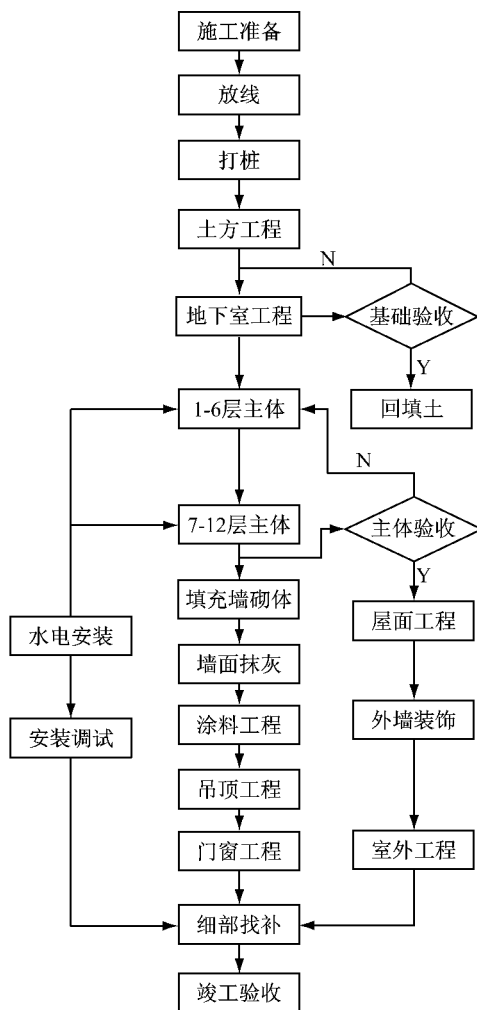 施工准备
放线
打桩
土方工程
N
地下室工程
基础验收
Y
1-6层主体
回填土
N
7-12层主体
主体验收
Y
填充墙砌体
屋面工程
水电安装
墙面抹灰
涂料工程
外墙装饰
安装调试
吊顶工程
门窗工程
室外工程
细部找补
竣工验收